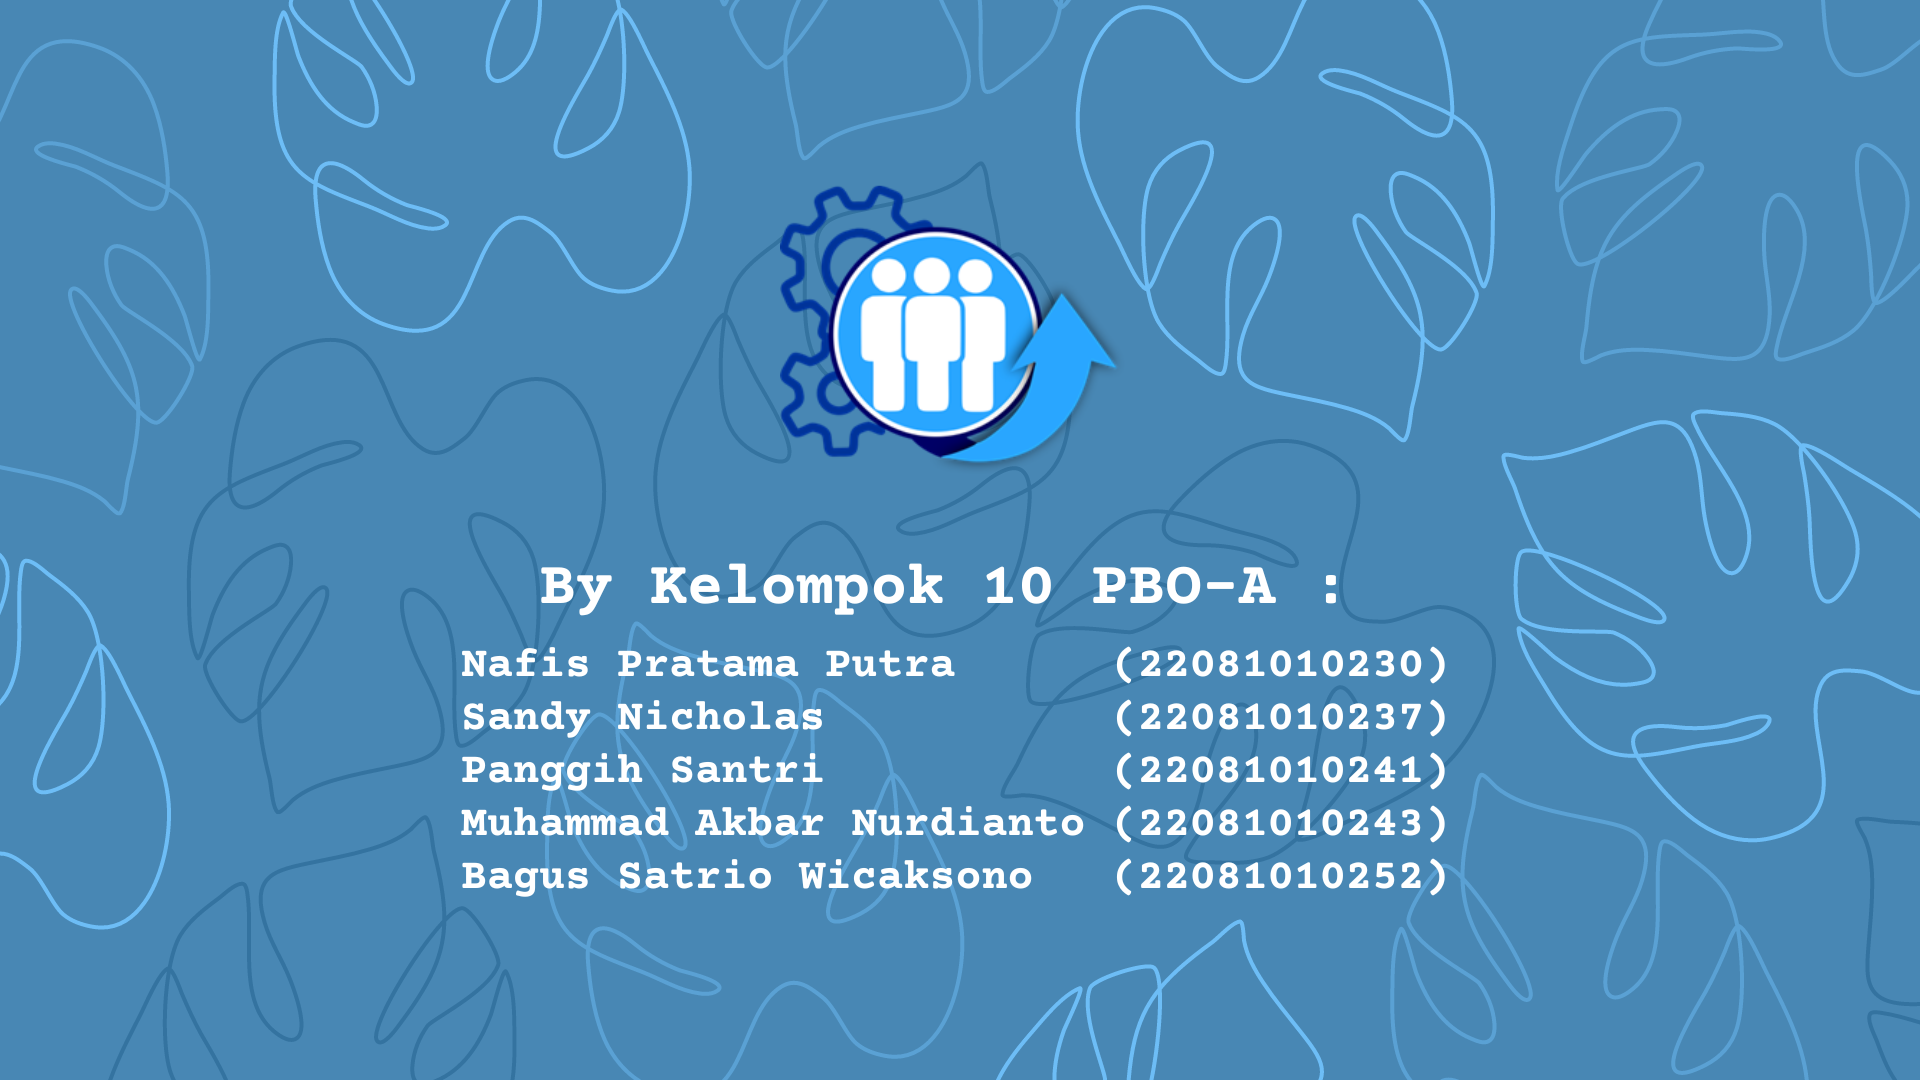 By Kelompok 10 PBO-A :
Nafis Pratama Putra (22081010230)
Sandy Nicholas (22081010237)
Panggih Santri (22081010241)
Muhammad Akbar Nurdianto (22081010243)
Bagus Satrio Wicaksono (22081010252)